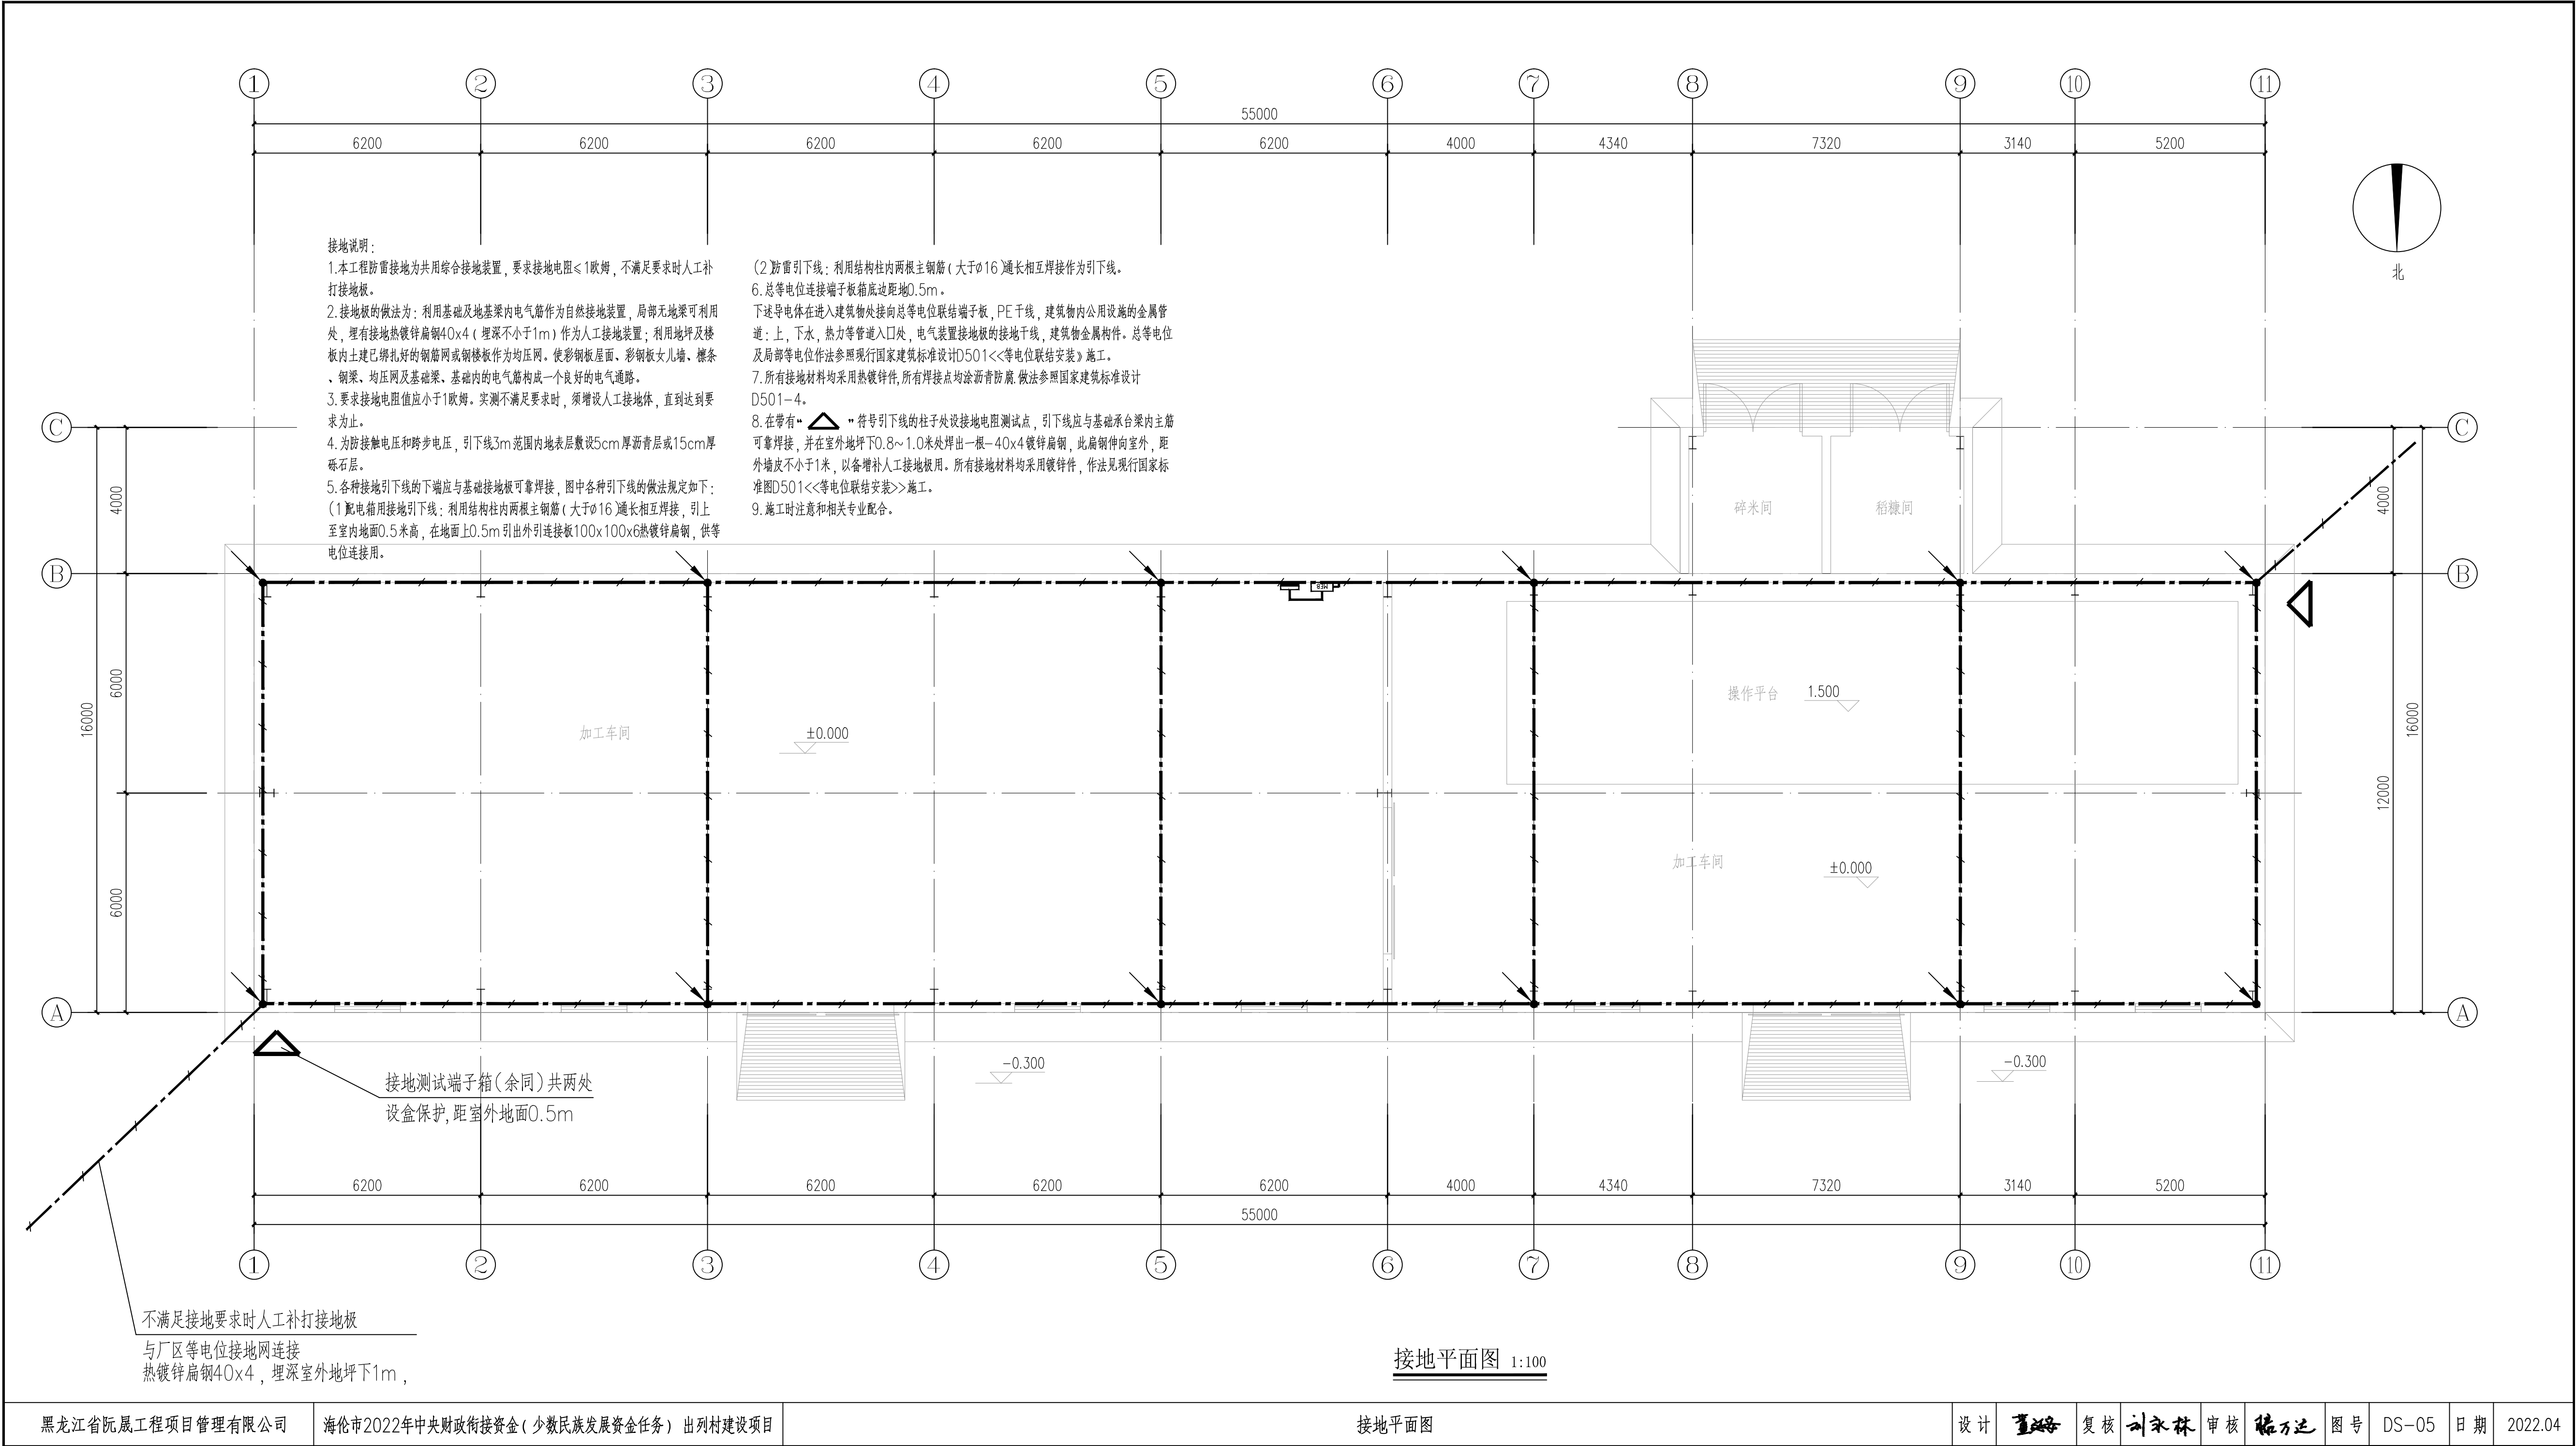 ① ② ③ ④ ⑤ ⑥ ⑦ ⑧ ⑨ ⑩ ⑪
55000
6200 6200 6200 6200 6200 4000 4340 7320 3140 5200
北
接地说明:
1.本工程防雷接地为共用综合接地装置,要求接地电阻≤1欧姆,不满足要求时人工补
打接地极。
2.接地极的做法为:利用基础及地基梁内电气筋作为自然接地装置,局部无地梁可利用
处,埋有接地热镀锌扁钢40x4(埋深不小于1m)作为人工接地装置;利用地坪及楼
板内土建已绑扎好的钢筋网或钢楼板作为均压网。使彩钢板屋面、彩钢板女儿墙、檩条
、钢梁、均压网及基础梁、基础内的电气筋构成一个良好的电气通路。
3.要求接地电阻值应小于1欧姆。实测不满足要求时,须增设人工接地体,直到达到要
求为止。
4.为防接触电压和跨步电压,引下线3m范围内地表层敷设5cm厚沥青层或15cm厚
砾石层。
5.各种接地引下线的下端应与基础接地极可靠焊接,图中各种引下线的做法规定如下:
(1)配电箱用接地引下线:利用结构柱内两根主钢筋(大于Ø16)通长相互焊接,引上
至室内地面0.5米高,在地面上0.5m引出外引连接板100x100x6热镀锌扁钢,供等
电位连接用。
(2)防雷引下线:利用结构柱内两根主钢筋(大于Ø16)通长相互焊接作为引下线。
6.总等电位连接端子板箱底边距地0.5m。
下述导电体在进入建筑物处接向总等电位联结端子板,PE干线,建筑物内公用设施的金属管
道:上,下水,热力等管道入口处,电气装置接地极的接地干线,建筑物金属构件。总等电位
及局部等电位作法参照现行国家建筑标准设计D501<<等电位联结安装》施工。
7.所有接地材料均采用热镀锌件,所有焊接点均涂沥青防腐.做法参照国家建筑标准设计
D501-4。
8.在带有“ ”符号引下线的柱子处设接地电阻测试点,引下线应与基础承台梁内主筋
可靠焊接,并在室外地坪下0.8~1.0米处焊出一根-40x4镀锌扁钢,此扁钢伸向室外,距
外墙皮不小于1米,以备增补人工接地极用。所有接地材料均采用镀锌件,作法见现行国家标
准图D501<<等电位联结安装>>施工。
9.施工时注意和相关专业配合。
Ⓒ Ⓒ
4000 4000
碎米间 稻糠间
Ⓑ Ⓑ
MEB
6000
16000 16000
操作平台 1.500
加工车间 ±0.000
12000
加工车间 ±0.000
6000
Ⓐ Ⓐ
-0.300 -0.300
接地测试端子箱(余同)共两处
设盒保护,距室外地面0.5m
6200 6200 6200 6200 6200 4000 4340 7320 3140 5200
55000
① ② ③ ④ ⑤ ⑥ ⑦ ⑧ ⑨ ⑩ ⑪
不满足接地要求时人工补打接地极
与厂区等电位接地网连接
热镀锌扁钢40x4,埋深室外地坪下1m,
接地平面图 1:100
黑龙江省阮晟工程项目管理有限公司 海伦市2022年中央财政衔接资金(少数民族发展资金任务)出列村建设项目 接地平面图 设计 复核 刘永林 审核 图号 DS-05 日期 2022.04